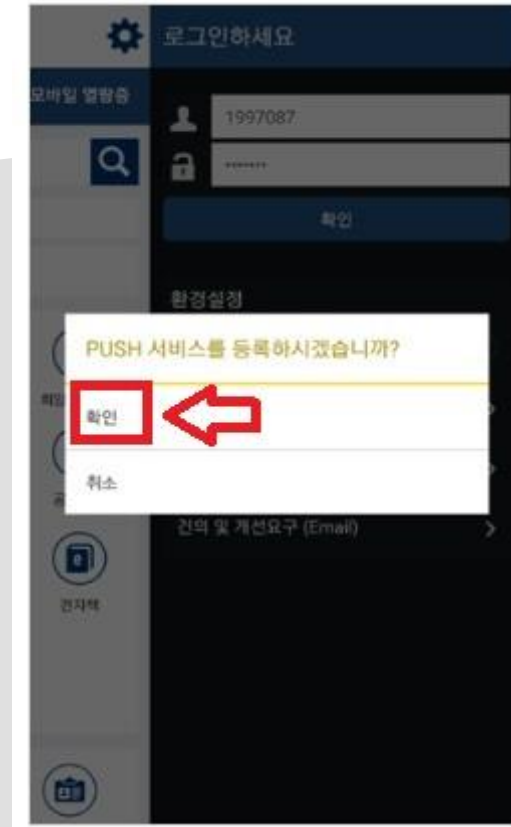 로그인하세요
모바일 열람증
1997087
•••••••
확인
환경설정
PUSH 서비스를 등록하시겠습니까?
확인
취소
건의 및 개선요구 (Email)
전자책